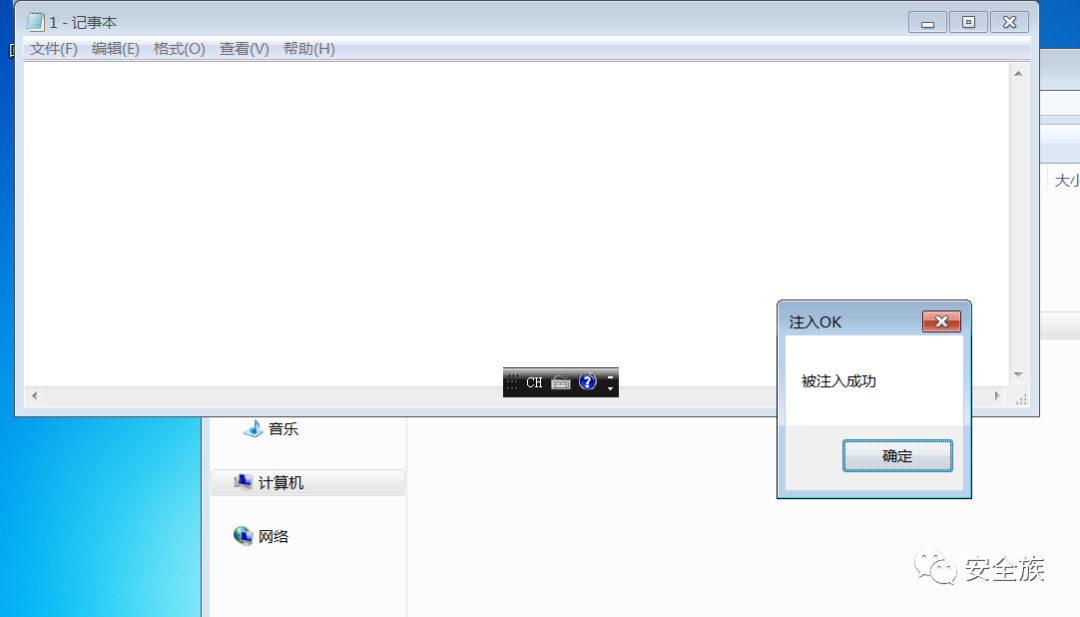 1 - 记事本
文件(F) 编辑(E) 格式(O) 查看(V) 帮助(H)
大小
注入OK
被注入成功
确定
CH
音乐
计算机
网络
安全族